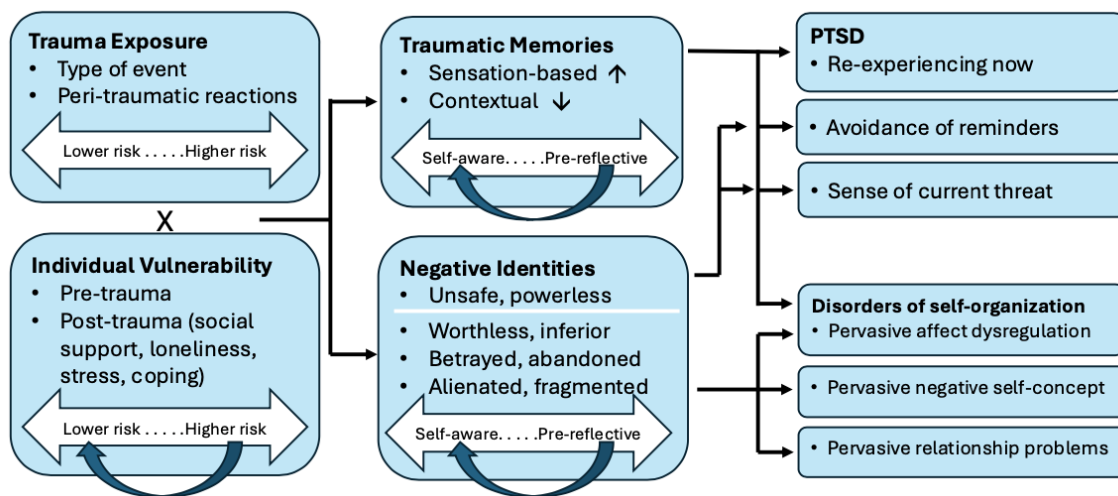 Trauma Exposure
• Type of event
• Peri-traumatic reactions
Lower risk . . . . .Higher risk
X
Individual Vulnerability
• Pre-trauma
• Post-trauma (social
support, loneliness,
stress, coping)
Lower risk . . . . .Higher risk
Traumatic Memories
• Sensation-based ↑
• Contextual ↓
Self-aware. . . . .Pre-reflective
Negative Identities
• Unsafe, powerless
• Worthless, inferior
• Betrayed, abandoned
• Alienated, fragmented
Self-aware. . . . .Pre-reflective
PTSD
• Re-experiencing now
• Avoidance of reminders
• Sense of current threat
Disorders of self-organization
• Pervasive affect dysregulation
• Pervasive negative self-concept
• Pervasive relationship problems